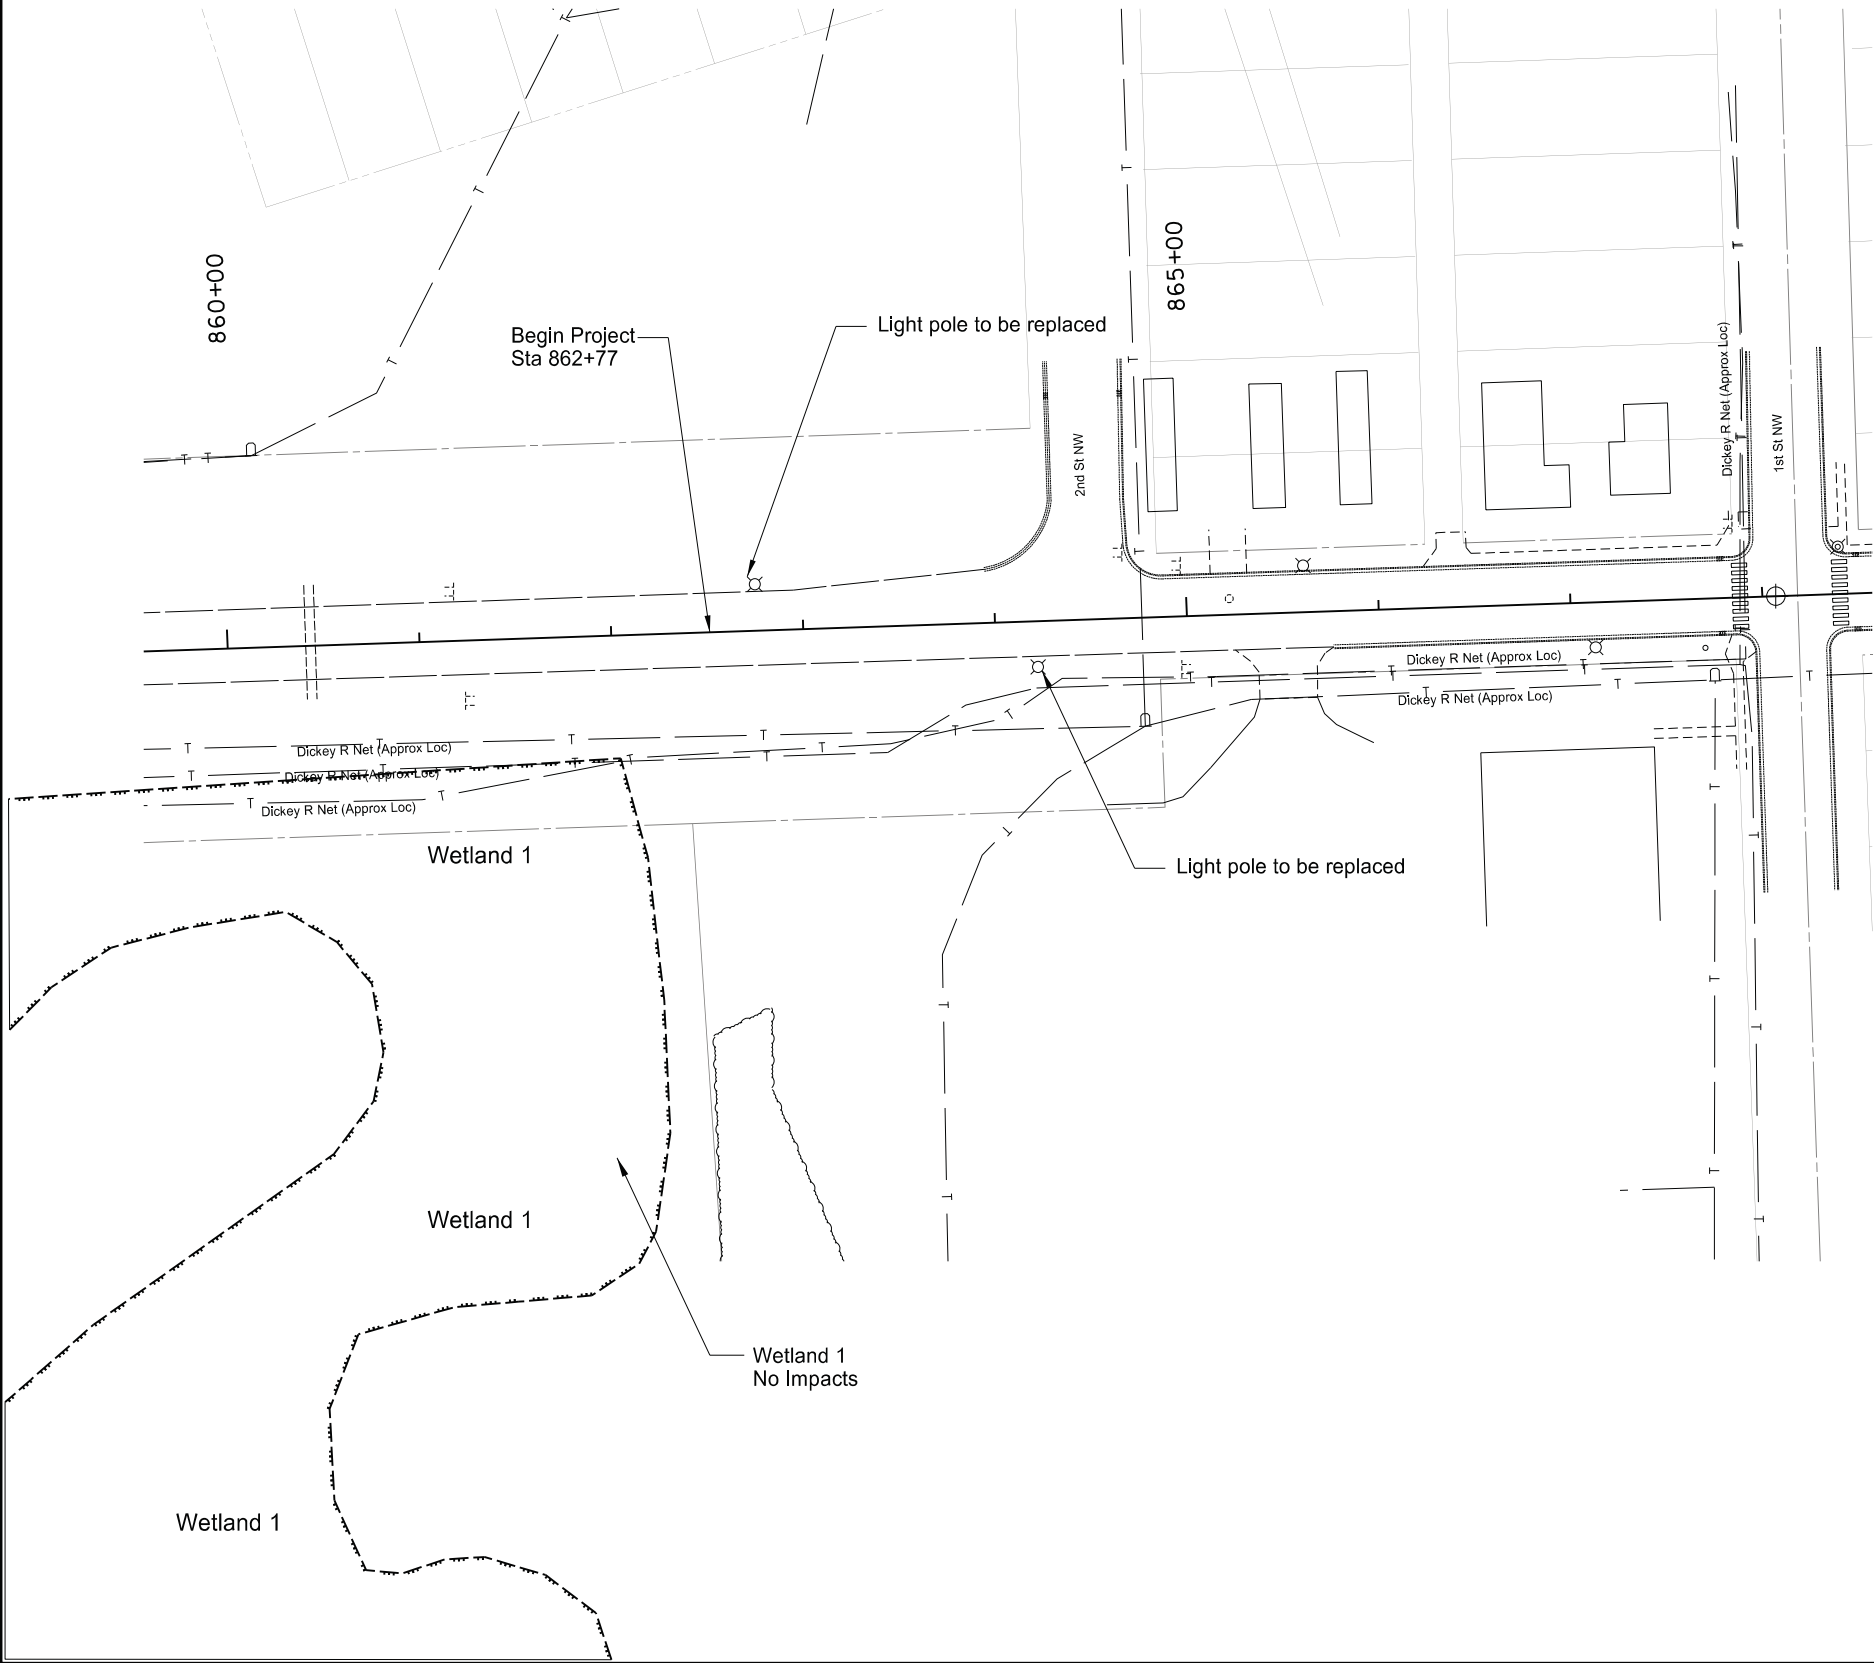 860+00
865+00
Begin Project
Sta 862+77
Light pole to be replaced
2nd St NW
Dickey R Net (Approx Loc)
1st St NW
Dickey R Net (Approx Loc)
Dickey R Net (Approx Loc)
Dickey R Net (Approx Loc)
Dickey R Net (Approx Loc)
Dickey R Net (Approx Loc)
Wetland 1
Light pole to be replaced
Wetland 1
Wetland 1
No Impacts
Wetland 1